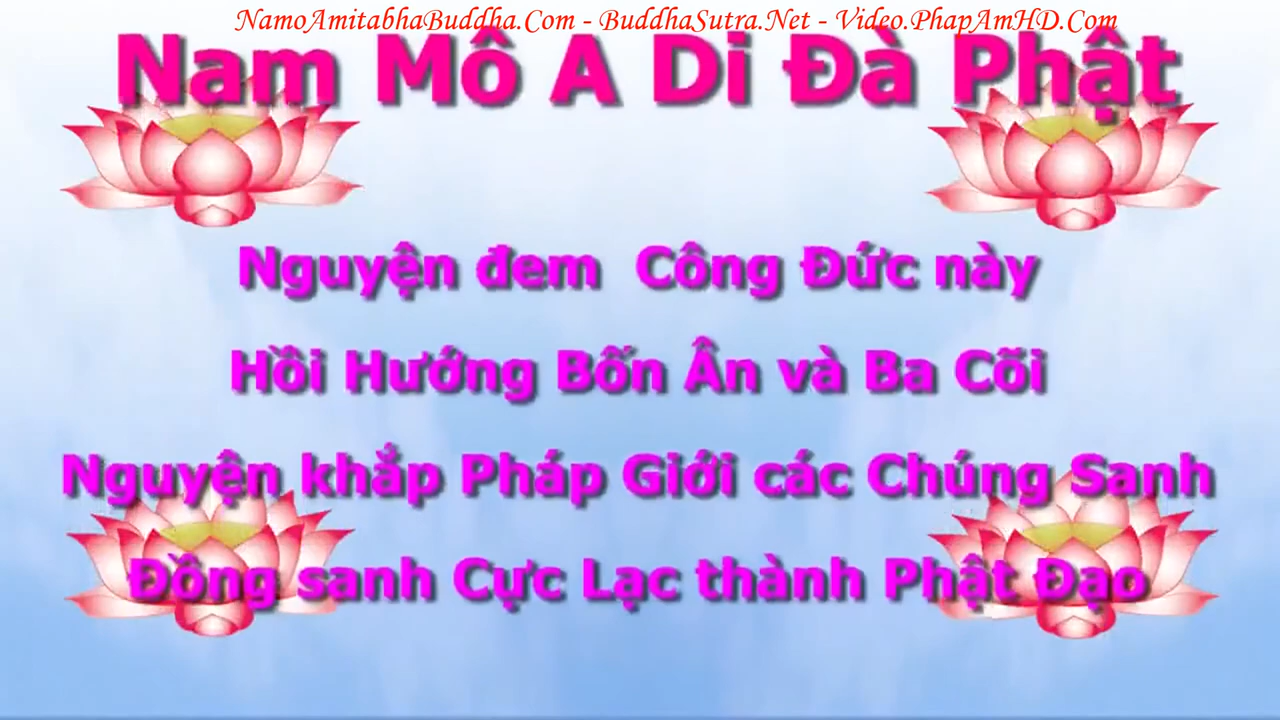 NamoAmitabhaBuddha.Com - BuddhaSutra.Net - Video.PhapAmHD.Com
Nam Mô A Di Đà Phật
Nguyện đem Công Đức này
Hồi Hướng Bốn Ân và Ba Cõi
Nguyện khắp Pháp Giới các Chúng Sanh
Đồng sanh Cực Lạc thành Phật Đạo